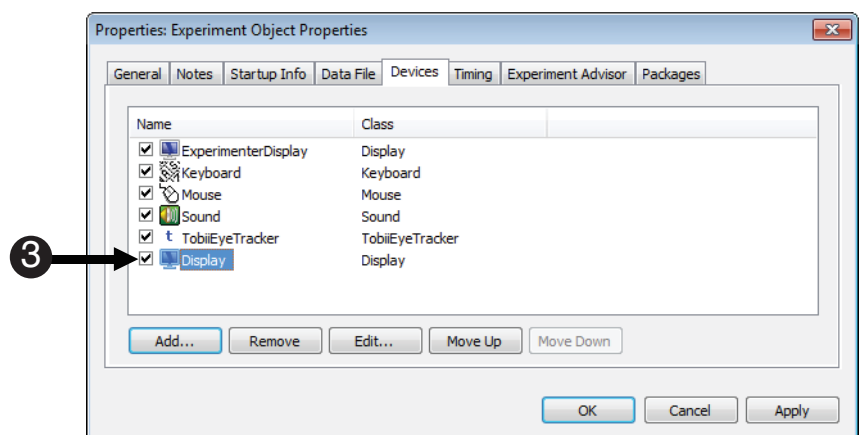 Properties: Experiment Object Properties
General Notes Startup Info Data File Devices Timing Experiment Advisor Packages
Name Class
ExperimenterDisplay Display
Keyboard Keyboard
Mouse Mouse
Sound Sound
t TobiiEyeTracker TobiiEyeTracker
3 Display Display
Add... Remove Edit... Move Up Move Down
OK Cancel Apply